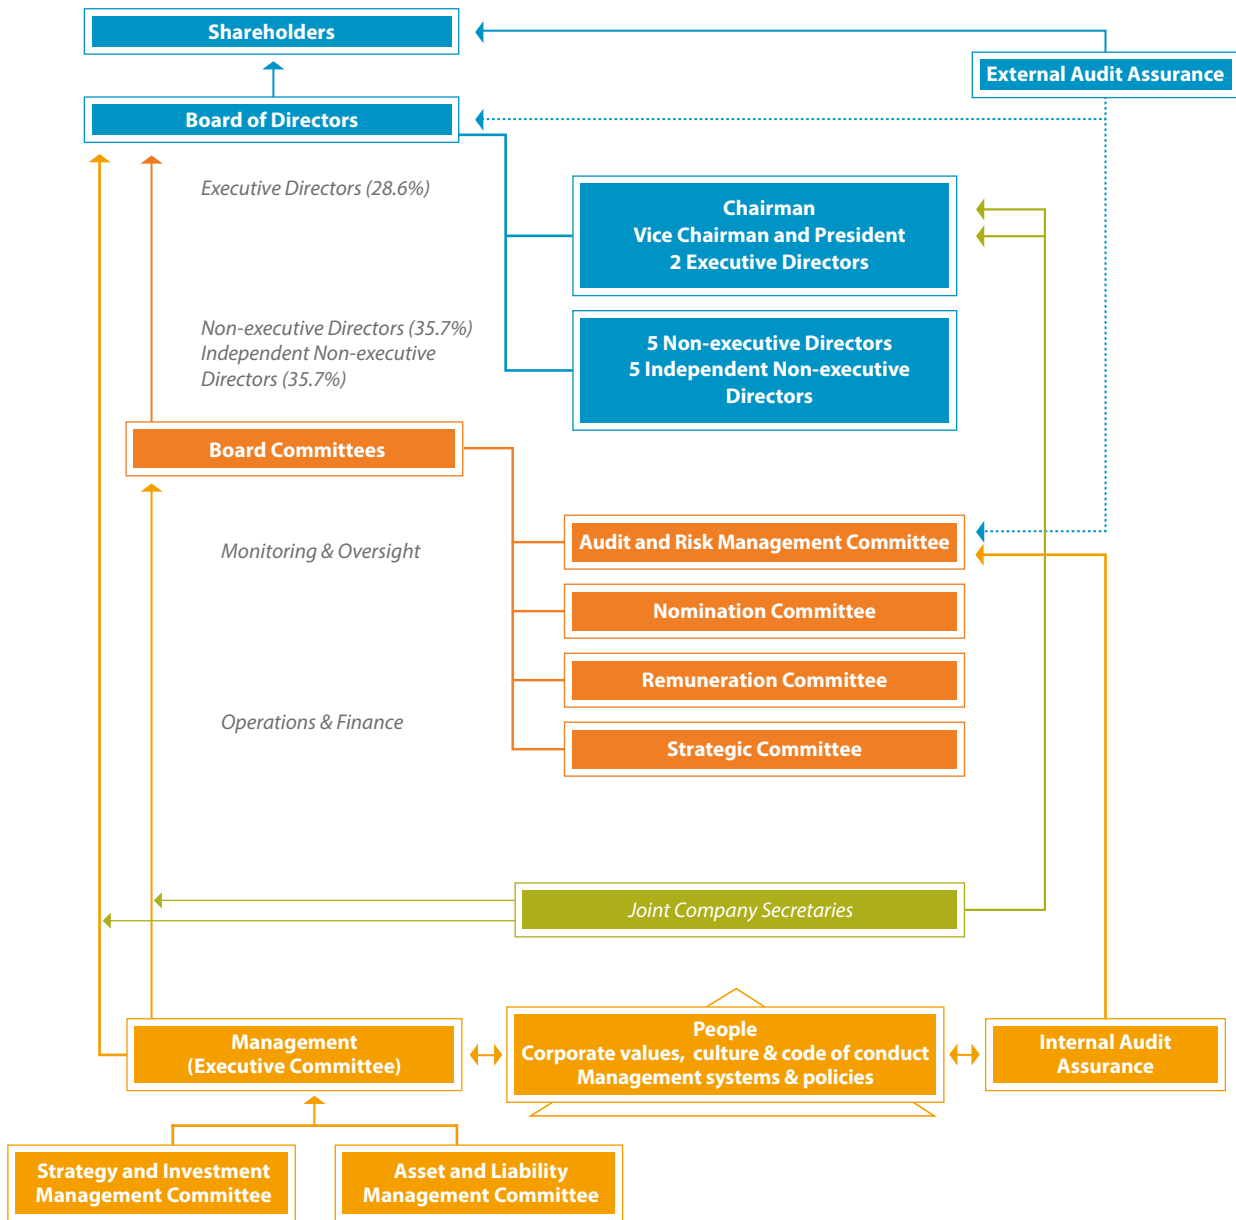 Shareholders
External Audit Assurance
Board of Directors
Executive Directors (28.6%)
Chairman
Vice Chairman and President
2 Executive Directors
Non-executive Directors (35.7%)
Independent Non-executive
Directors (35.7%)
5 Non-executive Directors
5 Independent Non-executive
Directors
Board Committees
Monitoring & Oversight
Audit and Risk Management Committee
Nomination Committee
Remuneration Committee
Operations & Finance
Strategic Committee
Joint Company Secretaries
Management
(Executive Committee)
People
Corporate values, culture & code of conduct
Management systems & policies
Internal Audit
Assurance
Strategy and Investment
Management Committee
Asset and Liability
Management Committee